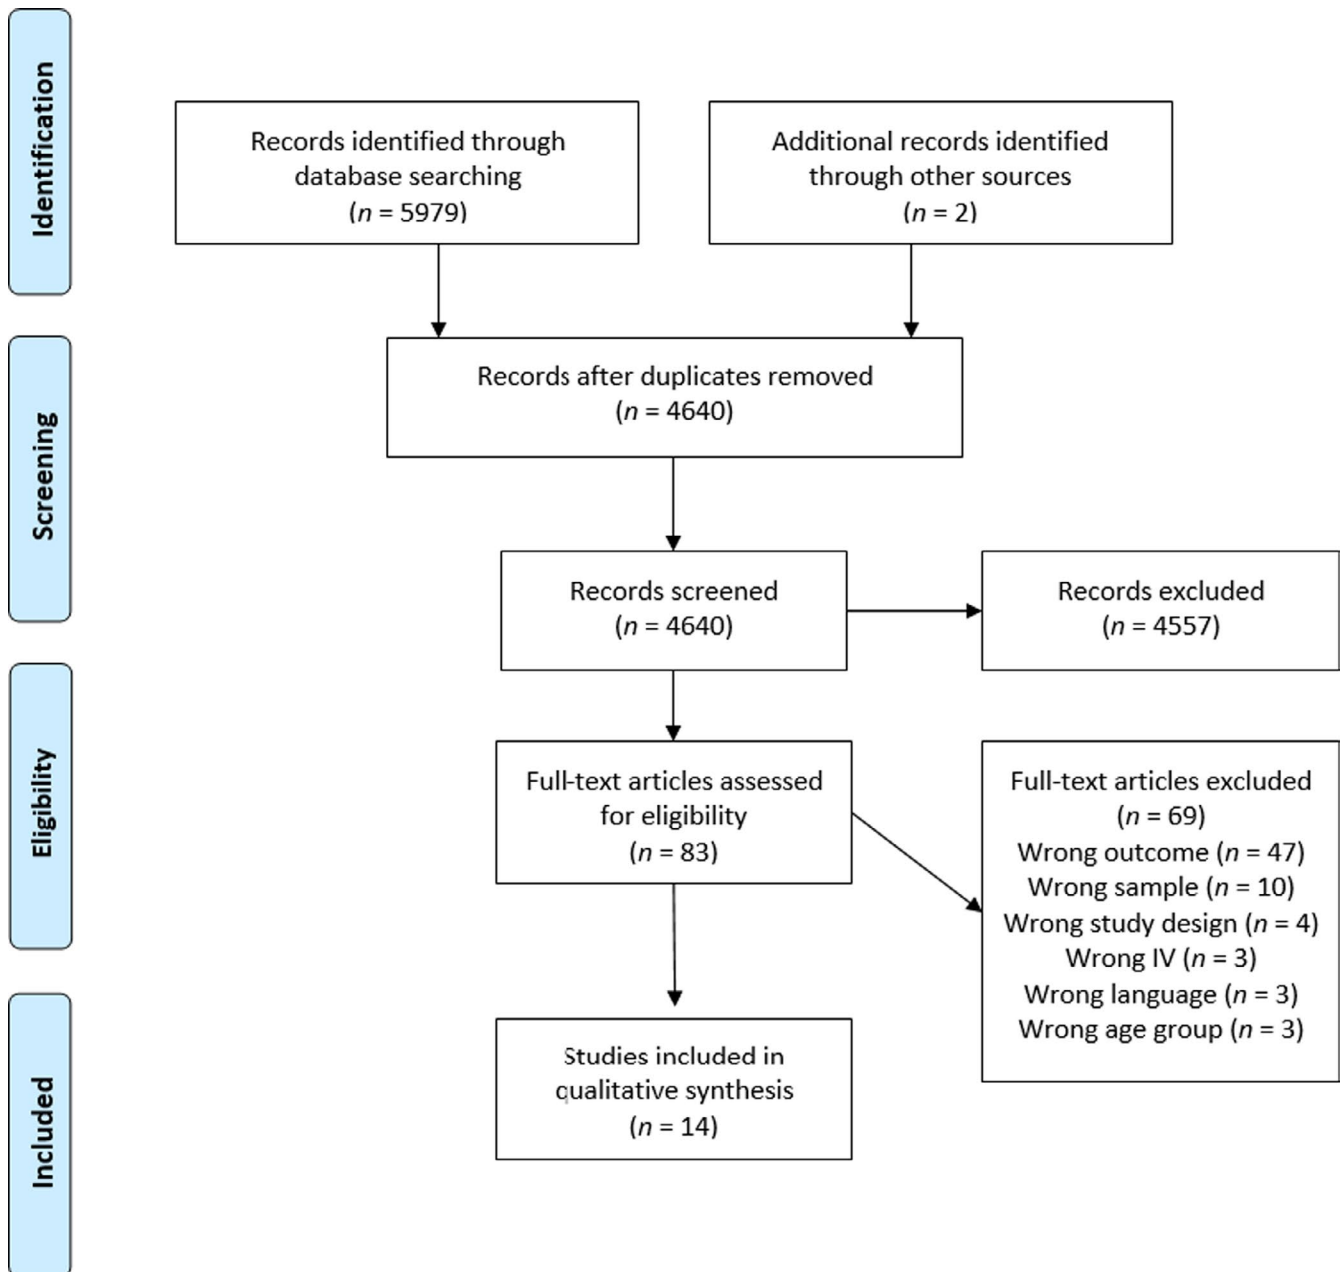 Identification
Records identified through
database searching
(n = 5979)
Additional records identified
through other sources
(n = 2)
Screening
Records after duplicates removed
(n = 4640)
Records screened
(n = 4640)
Records excluded
(n = 4557)
Eligibility
Full-text articles assessed
for eligibility
(n = 83)
Full-text articles excluded
(n = 69)
Wrong outcome (n = 47)
Wrong sample (n = 10)
Wrong study design (n = 4)
Wrong IV (n = 3)
Wrong language (n = 3)
Wrong age group (n = 3)
Included
Studies included in
qualitative synthesis
(n = 14)